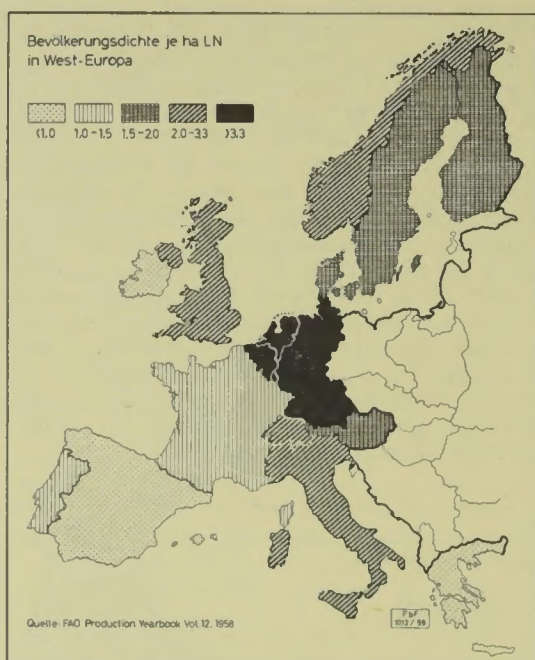 Bevölkerungsdichte je ha LN
in West-Europa
<1.0 1.0-1.5 1.5-2.0 2.0-3.3 >3.3
Quelle: FAO Production Yearbook Vol. 12, 1958
PbF
1012/59